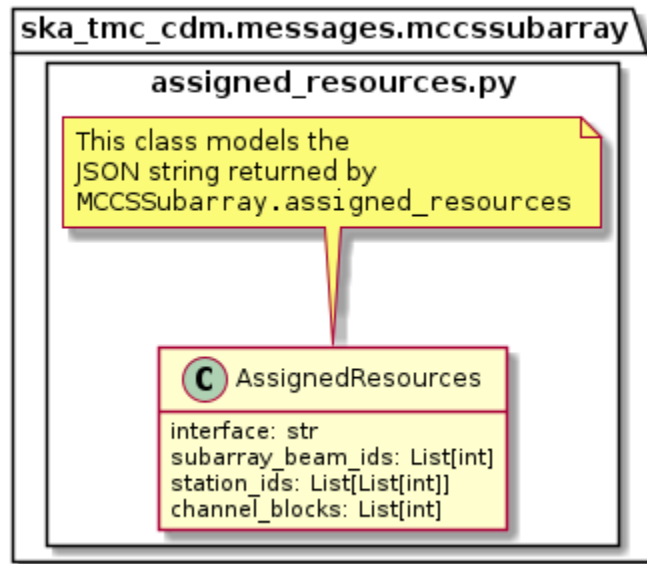 ska_tmc_cdm.messages.mccssubarray
assigned_resources.py
This class models the
JSON string returned by
MCCSSubarray.assigned_resources
C AssignedResources
interface: str
subarray_beam_ids: List[int]
station_ids: List[List[int]]
channel_blocks: List[int]